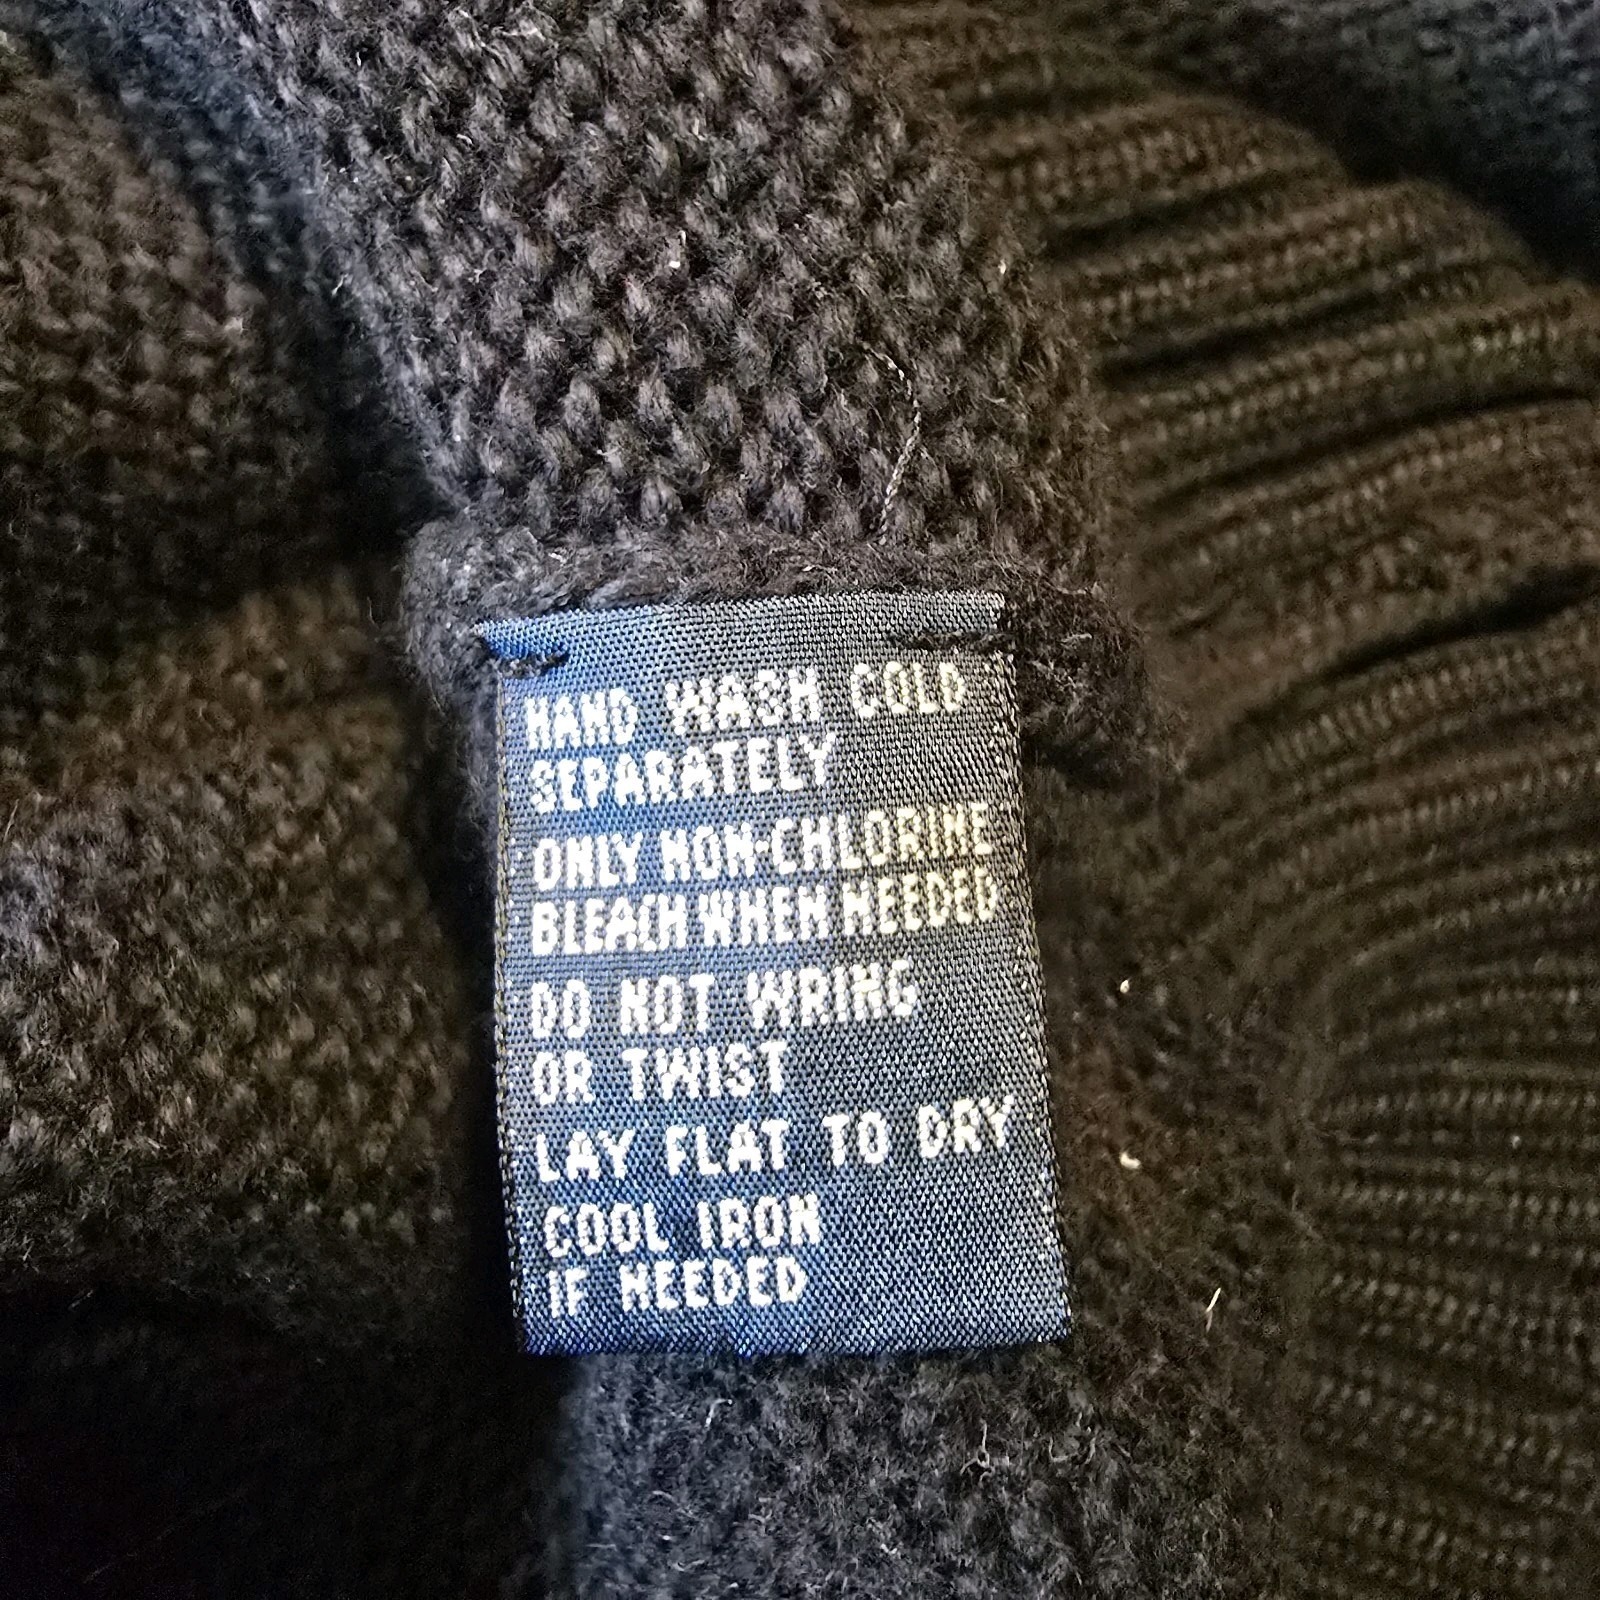 HAND WASH COLD
SEPARATELY
ONLY NON-CHLORINE
BLEACH WHEN NEEDED
DO NOT WRING
OR TWIST
LAY FLAT TO DRY
COOL IRON
IF NEEDED